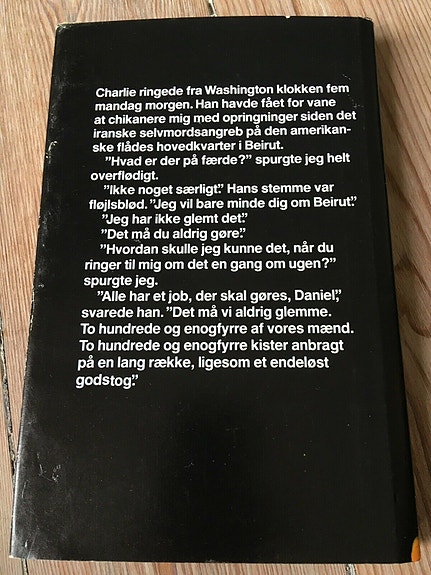 Charlie ringede fra Washington klokken fem
mandag morgen. Han havde fået for vane
at chikanere mig med opringninger siden det
iranske selvmordsangreb på den amerikan-
ske flådes hovedkvarter i Beirut.
”Hvad er der på færde?” spurgte jeg helt
overflødigt.
”Ikke noget særligt.” Hans stemme var
fløjlsblød. ”Jeg vil bare minde dig om Beirut.”
”Jeg har ikke glemt det.”
”Det må du aldrig gøre.”
”Hvordan skulle jeg kunne det, når du
ringer til mig om det en gang om ugen?”
spurgte jeg.
”Alle har et job, der skal gøres, Daniel,”
svarede han. ”Det må vi aldrig glemme.
To hundrede og enogfyrre af vores mænd.
To hundrede og enogfyrre kister anbragt
på en lang række, ligesom et endeløst
godstog.”